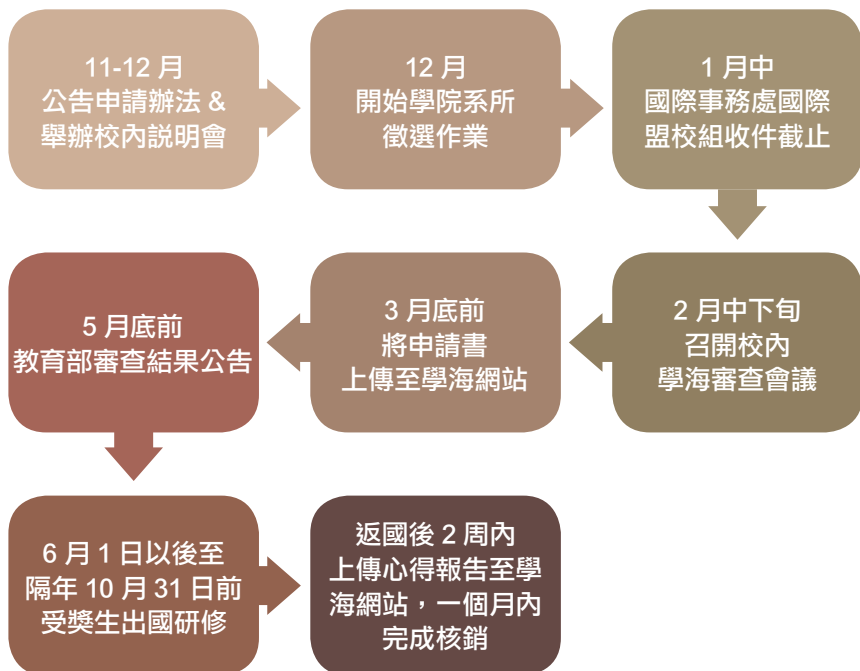 11-12 月
公告申請辦法 &
舉辦校內說明會
12 月
開始學院系所
徵選作業
1 月中
國際事務處國際
盟校組收件截止
2 月中下旬
召開校內
學海審查會議
3 月底前
將申請書
上傳至學海網站
5 月底前
教育部審查結果公告
6 月 1 日以後至
隔年 10 月 31 日前
受獎生出國研修
返國後 2 周內
上傳心得報告至學
海網站，一個月內
完成核銷